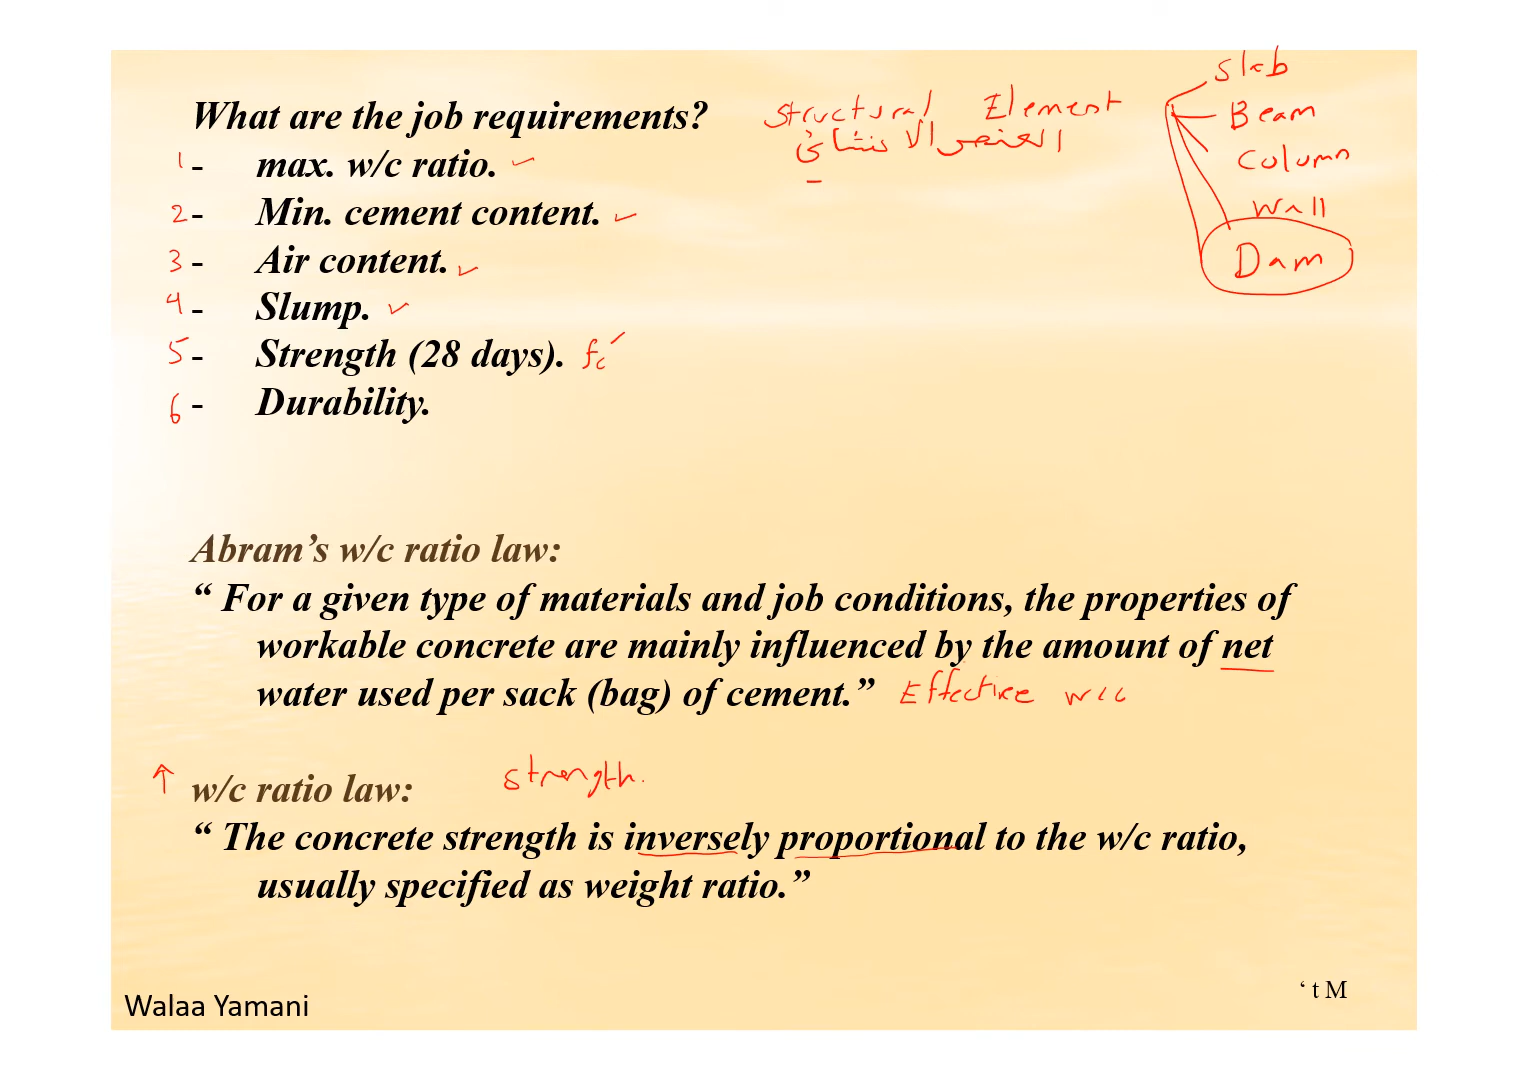 What are the job requirements?
Structural Element
العنصر الانشائي
Slab
Beam
Column
Wall
Dam
1 - max. w/c ratio.
2 - Min. cement content.
3 - Air content.
4 - Slump.
5 - Strength (28 days). fc′
6 - Durability.
Abram’s w/c ratio law:
“ For a given type of materials and job conditions, the properties of
workable concrete are mainly influenced by the amount of net
water used per sack (bag) of cement.” Effective w/c
↑ w/c ratio law: strength.
“ The concrete strength is inversely proportional to the w/c ratio,
usually specified as weight ratio.”
Walaa Yamani
‘ t M